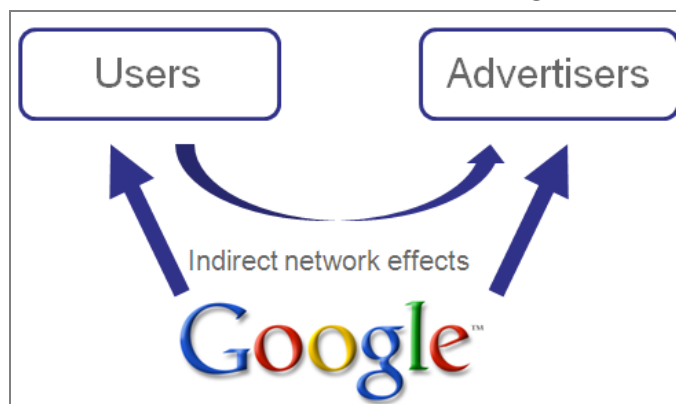 Users
Advertisers
Indirect network effects
Google™